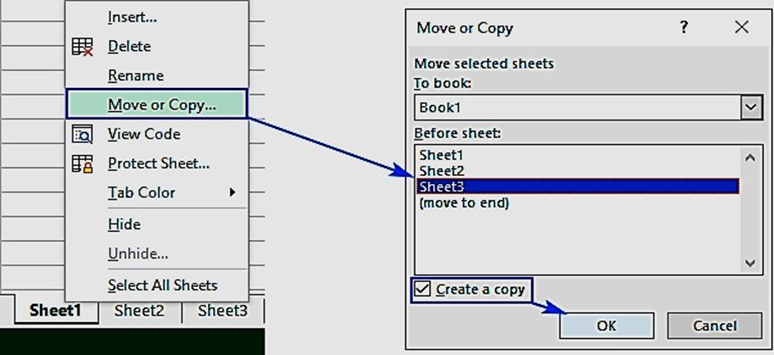 Insert...
Delete
Rename
Move or Copy...
View Code
Protect Sheet...
Tab Color
Hide
Unhide...
Select All Sheets
Sheet1 Sheet2 Sheet3
Move or Copy ?
Move selected sheets
To book:
Book1
Before sheet:
Sheet1
Sheet2
Sheet3
(move to end)
Create a copy
OK Cancel